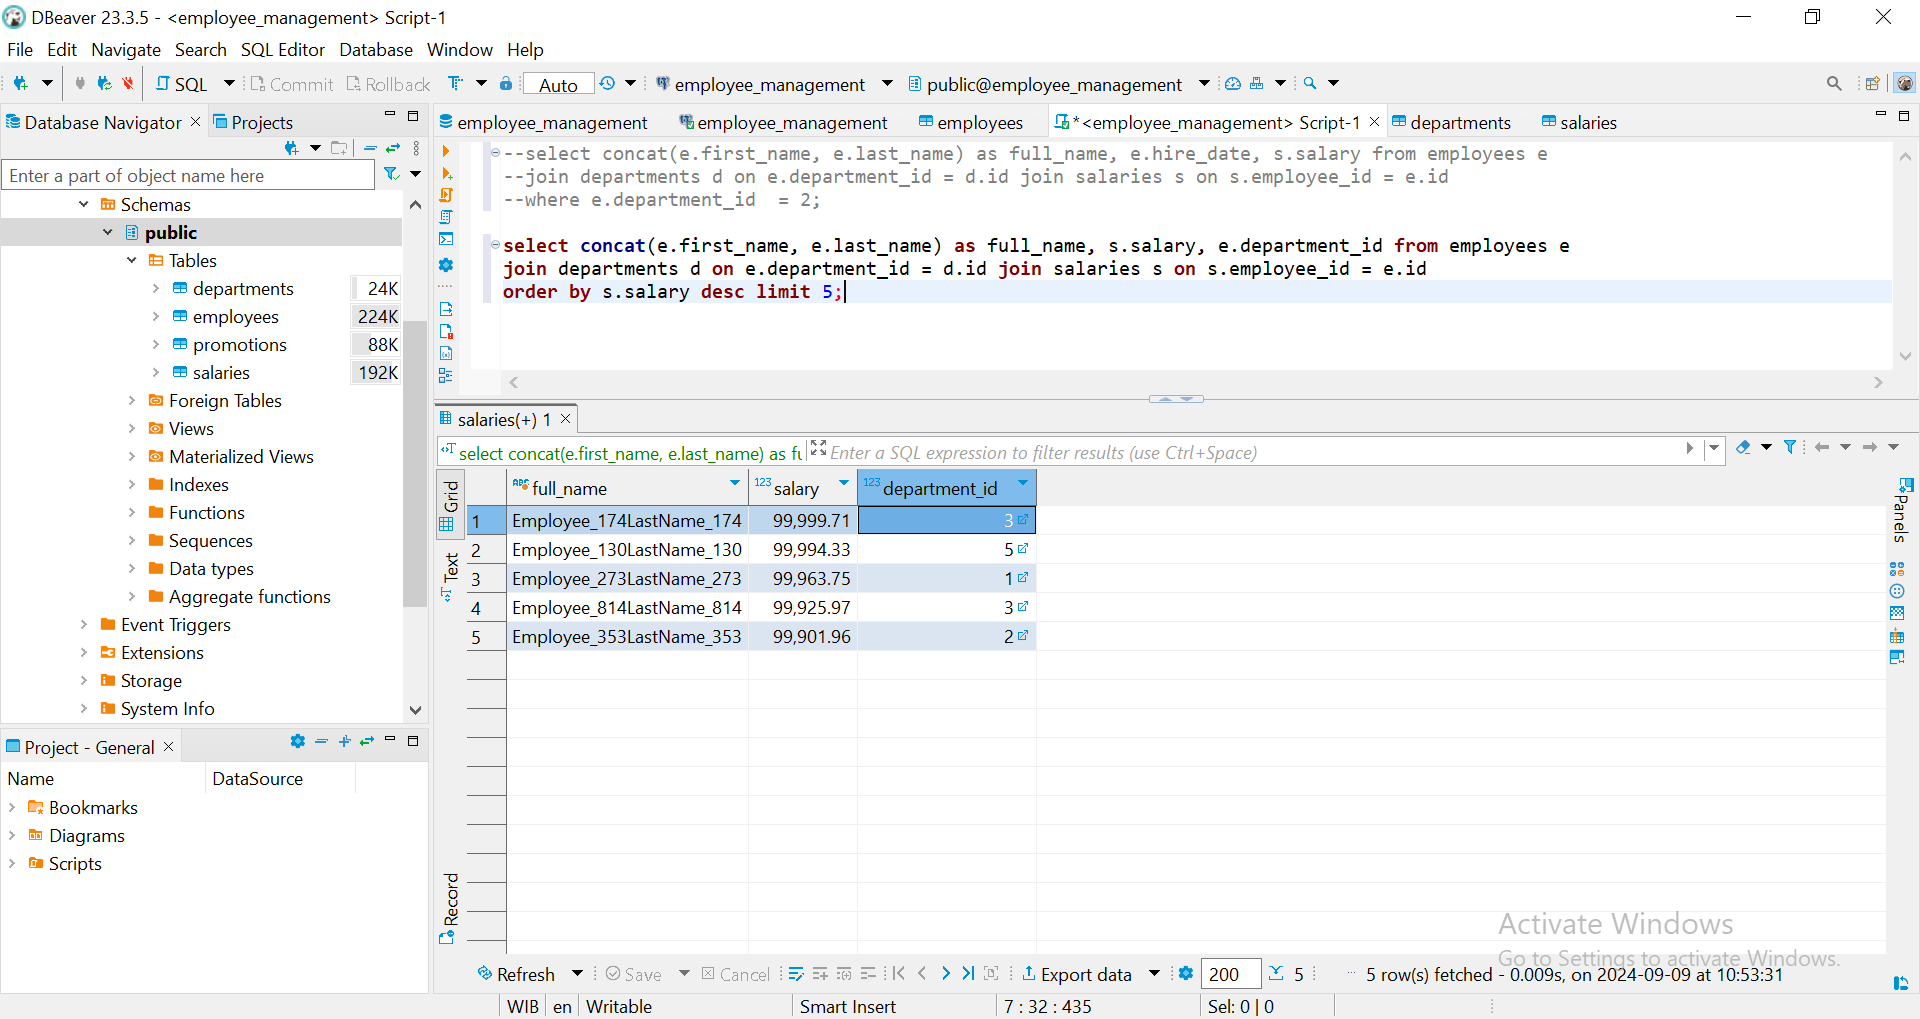 DBeaver 23.3.5 - <employee_management> Script-1
File Edit Navigate Search SQL Editor Database Window Help
SQL Commit Rollback Auto employee_management public@employee_management
Database Navigator Projects
Enter a part of object name here
Schemas
public
Tables
departments 24K
employees 224K
promotions 88K
salaries 192K
Foreign Tables
Views
Materialized Views
Indexes
Functions
Sequences
Data types
Aggregate functions
Event Triggers
Extensions
Storage
System Info
Project - General
Name DataSource
Bookmarks
Diagrams
Scripts
employee_management employee_management employees *<employee_management> Script-1 departments salaries
--select concat(e.first_name, e.last_name) as full_name, e.hire_date, s.salary from employees e
--join departments d on e.department_id = d.id join salaries s on s.employee_id = e.id
--where e.department_id  = 2;
select concat(e.first_name, e.last_name) as full_name, s.salary, e.department_id from employees e
join departments d on e.department_id = d.id join salaries s on s.employee_id = e.id
order by s.salary desc limit 5;
salaries(+) 1
select concat(e.first_name, e.last_name) as fu Enter a SQL expression to filter results (use Ctrl+Space)
Grid
Text
Record
Panels
ABC full_name 123 salary 123 department_id
1 Employee_174LastName_174 99,999.71 3
2 Employee_130LastName_130 99,994.33 5
3 Employee_273LastName_273 99,963.75 1
4 Employee_814LastName_814 99,925.97 3
5 Employee_353LastName_353 99,901.96 2
Activate Windows
Go to Settings to activate Windows.
Refresh Save Cancel Export data 200 5 5 row(s) fetched - 0.009s, on 2024-09-09 at 10:53:31
WIB en Writable Smart Insert 7 : 32 : 435 Sel: 0 | 0